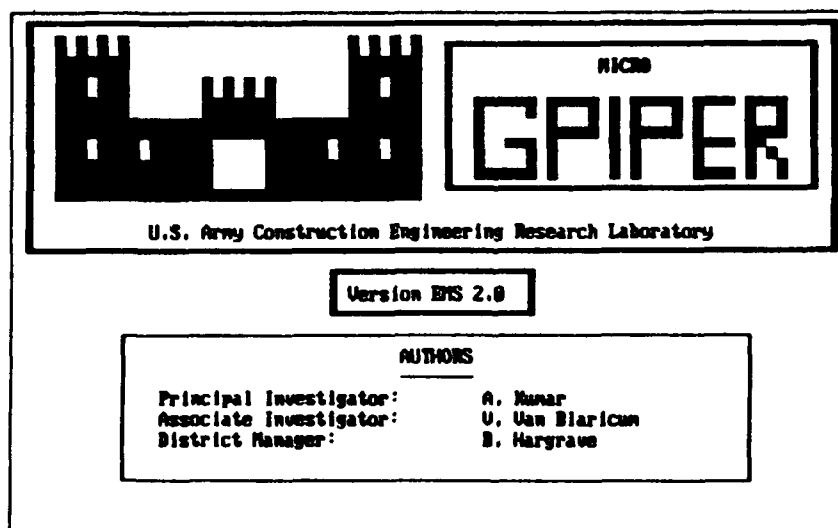 MICRO
GPIPER
U.S. Army Construction Engineering Research Laboratory
Version EMS 2.0
AUTHORS
Principal Investigator: A. Kumar
Associate Investigator: V. Van Blaricum
District Manager: B. Hargrave